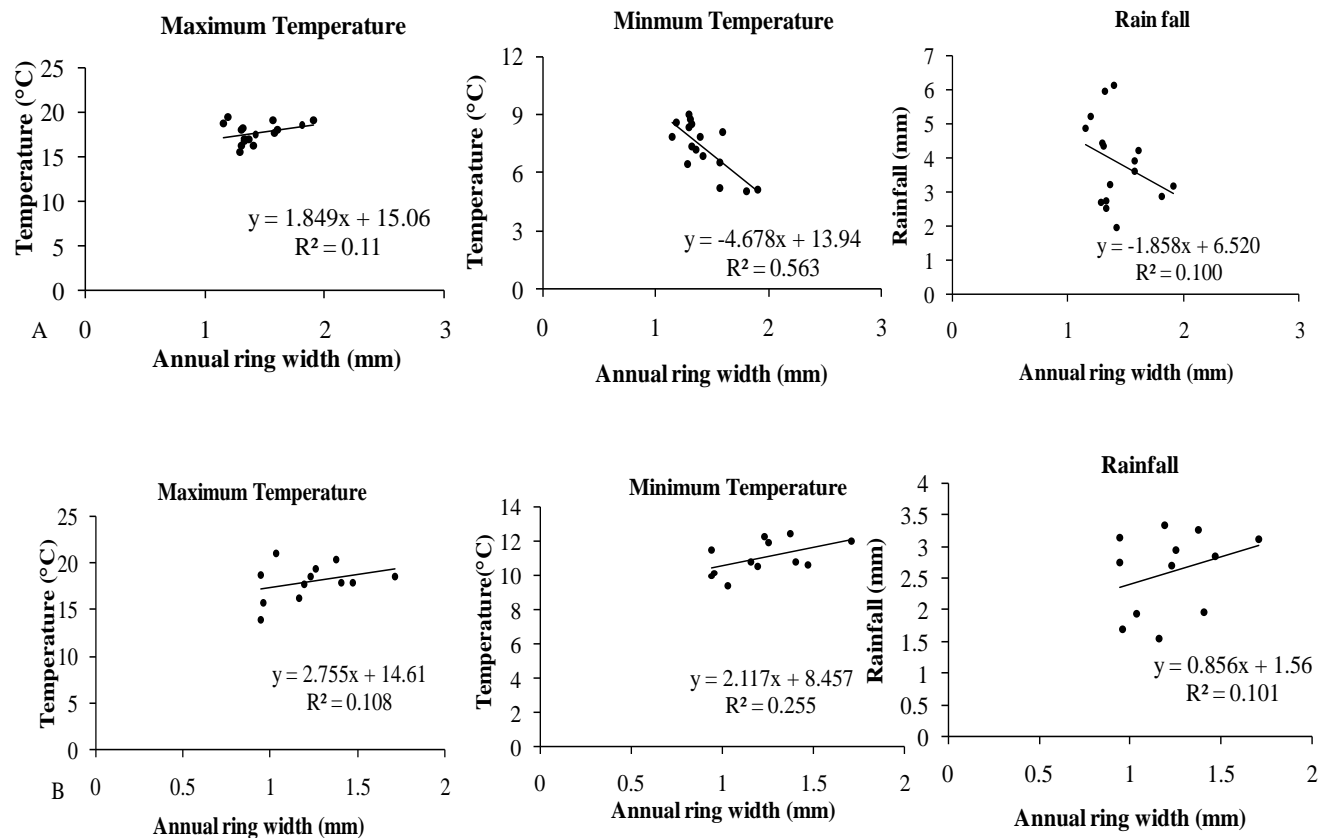 Maximum Temperature
Temperature (°C)
25
20
15
10
5
0
0 1 2 3
y = 1.849x + 15.06
R² = 0.11
A
Annual ring width (mm)
Minmum Temperature
Temperature (°C)
12
9
6
3
0
0 1 2 3
y = -4.678x + 13.94
R² = 0.563
Annual ring width (mm)
Rain fall
Rainfall (mm)
7
6
5
4
3
2
1
0
0 1 2 3
y = -1.858x + 6.520
R² = 0.100
Annual ring width (mm)
Maximum Temperature
Temperature (°C)
25
20
15
10
5
0
0 0.5 1 1.5 2
y = 2.755x + 14.61
R² = 0.108
B
Annual ring width (mm)
Minimum Temperature
Temperature(°C)
14
12
10
8
6
4
2
0
0 0.5 1 1.5 2
y = 2.117x + 8.457
R² = 0.255
Annual ring width (mm)
Rainfall
Rainfall (mm)
4
3.5
3
2.5
2
1.5
1
0.5
0
0 0.5 1 1.5 2
y = 0.856x + 1.56
R² = 0.101
Annual ring width (mm)